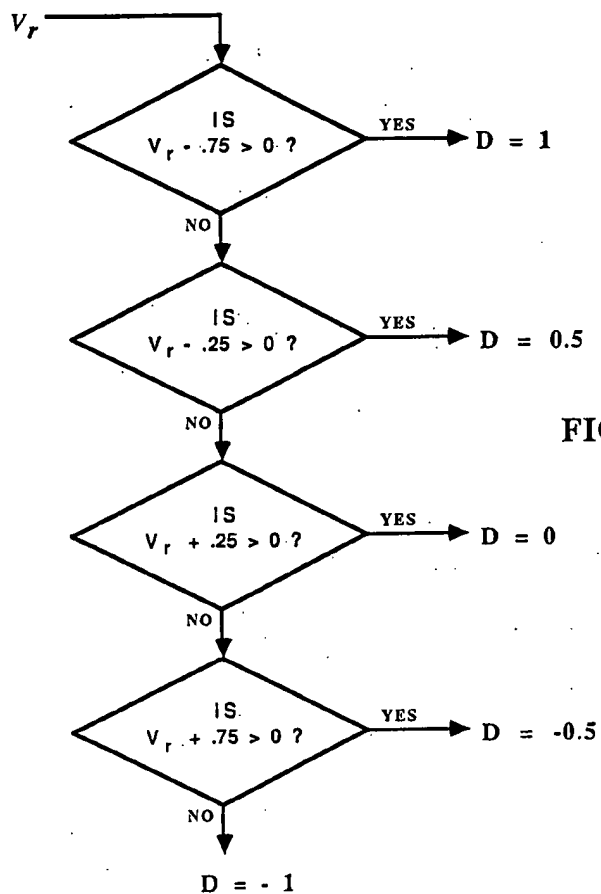 V_r
IS
V_r - .75 > 0 ?
YES
D = 1
NO
IS
V_r - .25 > 0 ?
YES
D = 0.5
NO
FIG
IS
V_r + .25 > 0 ?
YES
D = 0
NO
IS
V_r + .75 > 0 ?
YES
D = -0.5
NO
D = - 1